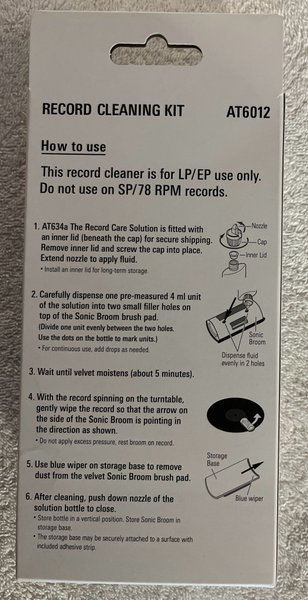 RECORD CLEANING KIT AT6012
How to use
This record cleaner is for LP/EP use only.
Do not use on SP/78 RPM records.
1. AT634a The Record Care Solution is fitted with
an inner lid (beneath the cap) for secure shipping.
Remove inner lid and screw the cap into place.
Extend nozzle to apply fluid.
• Install an inner lid for long-term storage.
Nozzle
Cap
Inner Lid
2. Carefully dispense one pre-measured 4 ml unit
of the solution into two small filler holes on
top of the Sonic Broom brush pad.
(Divide one unit evenly between the two holes.
Use the dots on the bottle to mark units.)
• For continuous use, add drops as needed.
Sonic
Broom
Dispense fluid
evenly in 2 holes
3. Wait until velvet moistens (about 5 minutes).
4. With the record spinning on the turntable,
gently wipe the record so that the arrow on
the side of the Sonic Broom is pointing in
the direction as shown.
• Do not apply excess pressure, rest broom on record.
5. Use blue wiper on storage base to remove
dust from the velvet Sonic Broom brush pad.
Storage
Base
Blue wiper
6. After cleaning, push down nozzle of the
solution bottle to close.
• Store bottle in a vertical position. Store Sonic Broom in
storage base.
• The storage base may be securely attached to a surface with
included adhesive strip.